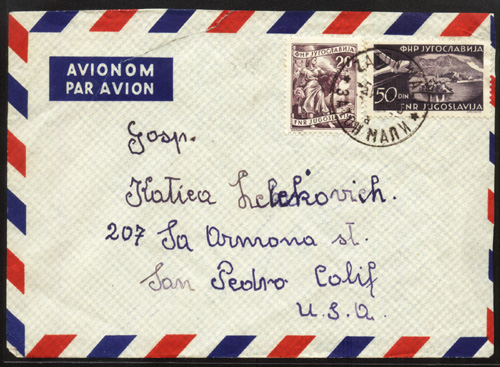 AVIONOM
PAR AVION
20
ФНР ЈУГОСЛАВИЈА
FNR JUGOSLAVIJA
ФНР ЈУГОСЛАВИЈА
50 DIN
FNR JUGOSLAVIJA
Gosp.
Katica Zelekovich.
207 Sa Armona st.
San Pedro Calif
U.S.A.